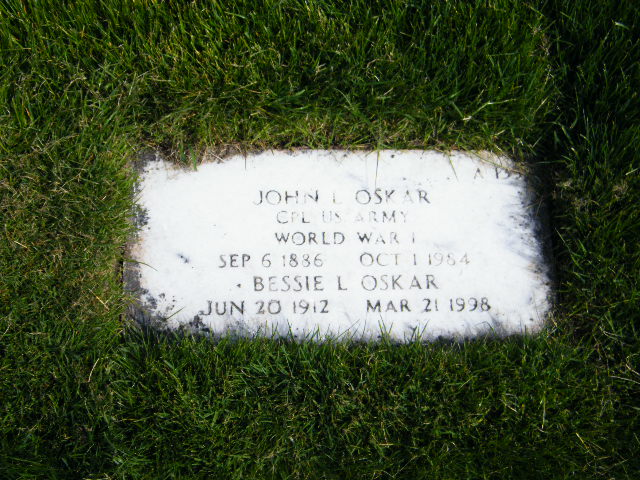 JOHN L OSKAR
CPL US ARMY
WORLD WAR I
SEP 6 1886 OCT 1 1984
BESSIE L OSKAR
JUN 20 1912 MAR 21 1998